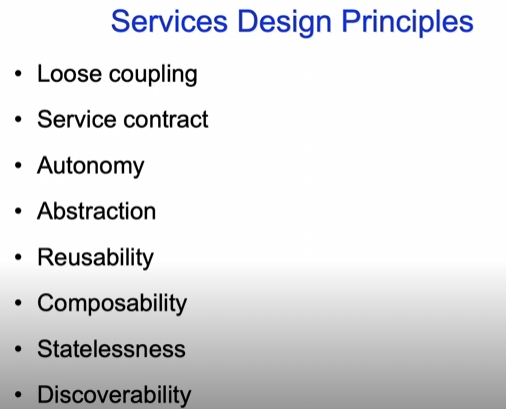 Services Design Principles
• Loose coupling
• Service contract
• Autonomy
• Abstraction
• Reusability
• Composability
• Statelessness
• Discoverability